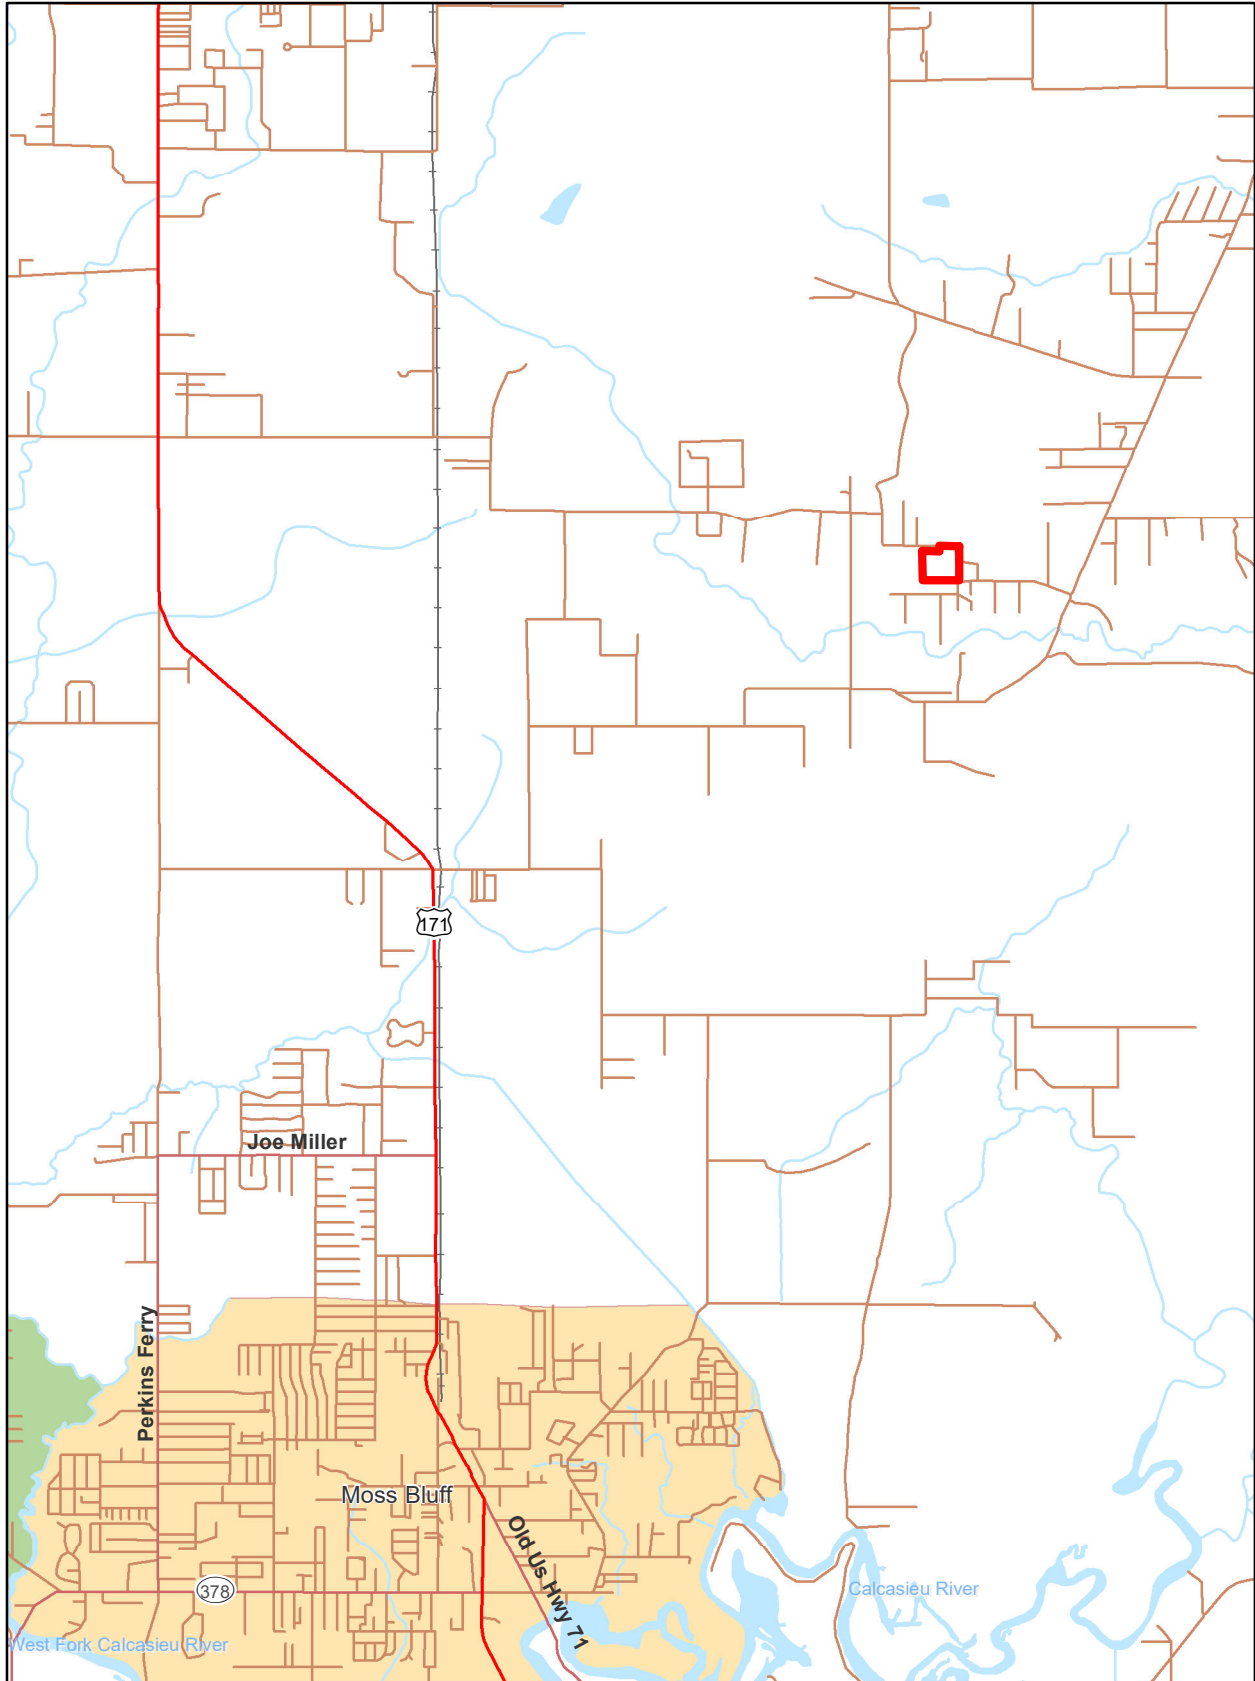 171
Joe Miller
Perkins Ferry
Moss Bluff
Old Us Hwy 71
378
Calcasieu River
West Fork Calcasieu River